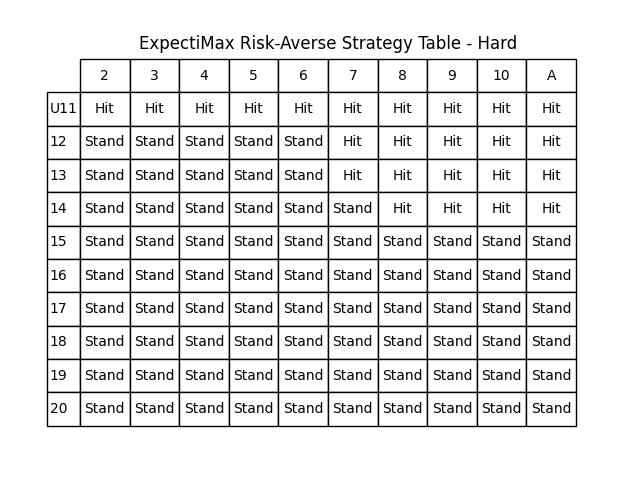 ExpectiMax Risk-Averse Strategy Table - Hard
2 3 4 5 6 7 8 9 10 A
U11 Hit Hit Hit Hit Hit Hit Hit Hit Hit Hit
12 Stand Stand Stand Stand Stand Hit Hit Hit Hit Hit
13 Stand Stand Stand Stand Stand Hit Hit Hit Hit Hit
14 Stand Stand Stand Stand Stand Stand Hit Hit Hit Hit
15 Stand Stand Stand Stand Stand Stand Stand Stand Stand Stand
16 Stand Stand Stand Stand Stand Stand Stand Stand Stand Stand
17 Stand Stand Stand Stand Stand Stand Stand Stand Stand Stand
18 Stand Stand Stand Stand Stand Stand Stand Stand Stand Stand
19 Stand Stand Stand Stand Stand Stand Stand Stand Stand Stand
20 Stand Stand Stand Stand Stand Stand Stand Stand Stand Stand